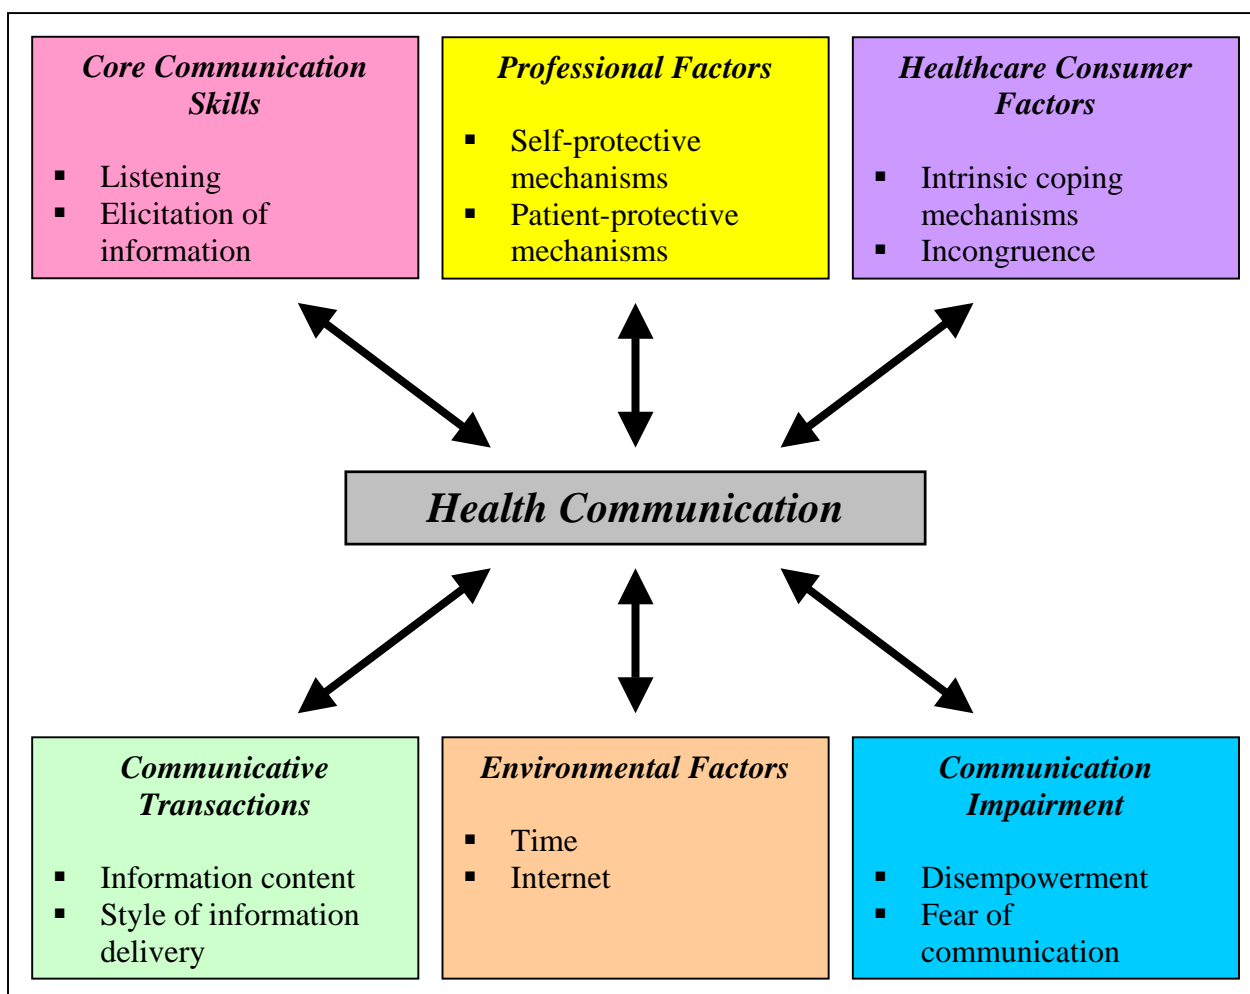 Core Communication
Skills
▪ Listening
▪ Elicitation of
information
Professional Factors
▪ Self-protective
mechanisms
▪ Patient-protective
mechanisms
Healthcare Consumer
Factors
▪ Intrinsic coping
mechanisms
▪ Incongruence
Health Communication
Communicative
Transactions
▪ Information content
▪ Style of information
delivery
Environmental Factors
▪ Time
▪ Internet
Communication
Impairment
▪ Disempowerment
▪ Fear of
communication